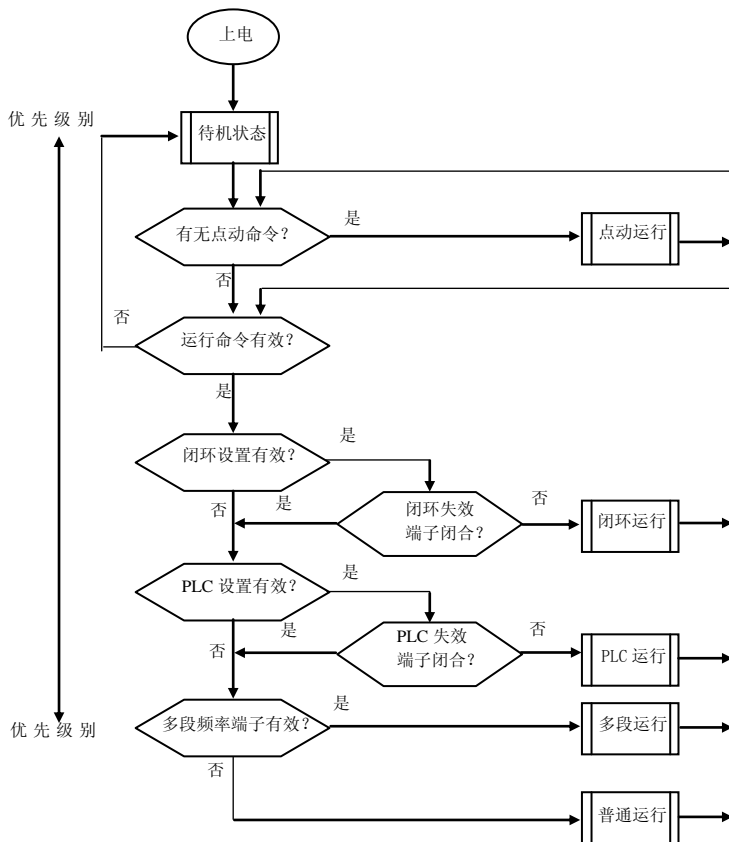 上电
优先级别
待机状态
是
有无点动命令？
点动运行
否
否
运行命令有效？
是
是
闭环设置有效？
是
否
否
闭环失效
端子闭合？
闭环运行
PLC 设置有效？
是
是
否
否
PLC 失效
端子闭合？
PLC 运行
是
多段频率端子有效？
多段运行
优先级别
否
普通运行